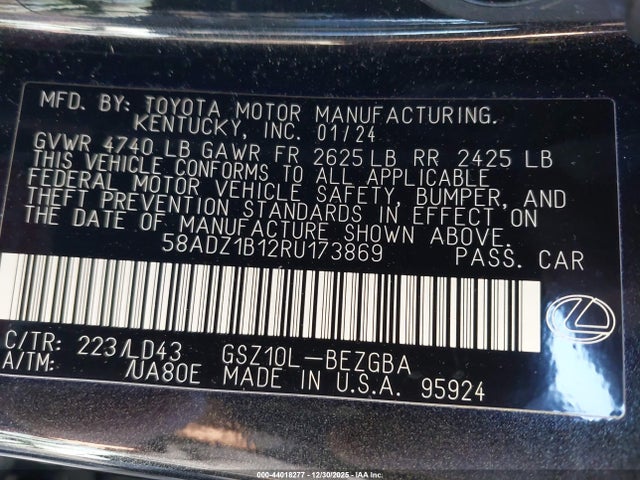 MFD. BY: TOYOTA MOTOR MANUFACTURING.
KENTUCKY, INC. 01/24
GVWR 4740 LB GAWR FR 2625 LB RR 2425 LB
THIS VEHICLE CONFORMS TO ALL APPLICABLE
FEDERAL MOTOR VEHICLE SAFETY, BUMPER, AND
THEFT PREVENTION STANDARDS IN EFFECT ON
THE DATE OF MANUFACTURE SHOWN ABOVE.
58ADZ1B12RU173869 PASS. CAR
C/TR: 223/LD43 GSZ10L-BEZGBA
A/TM: /UA80E MADE IN U.S.A. 95924
000-44018277 - 12/30/2025 - IAA Inc.